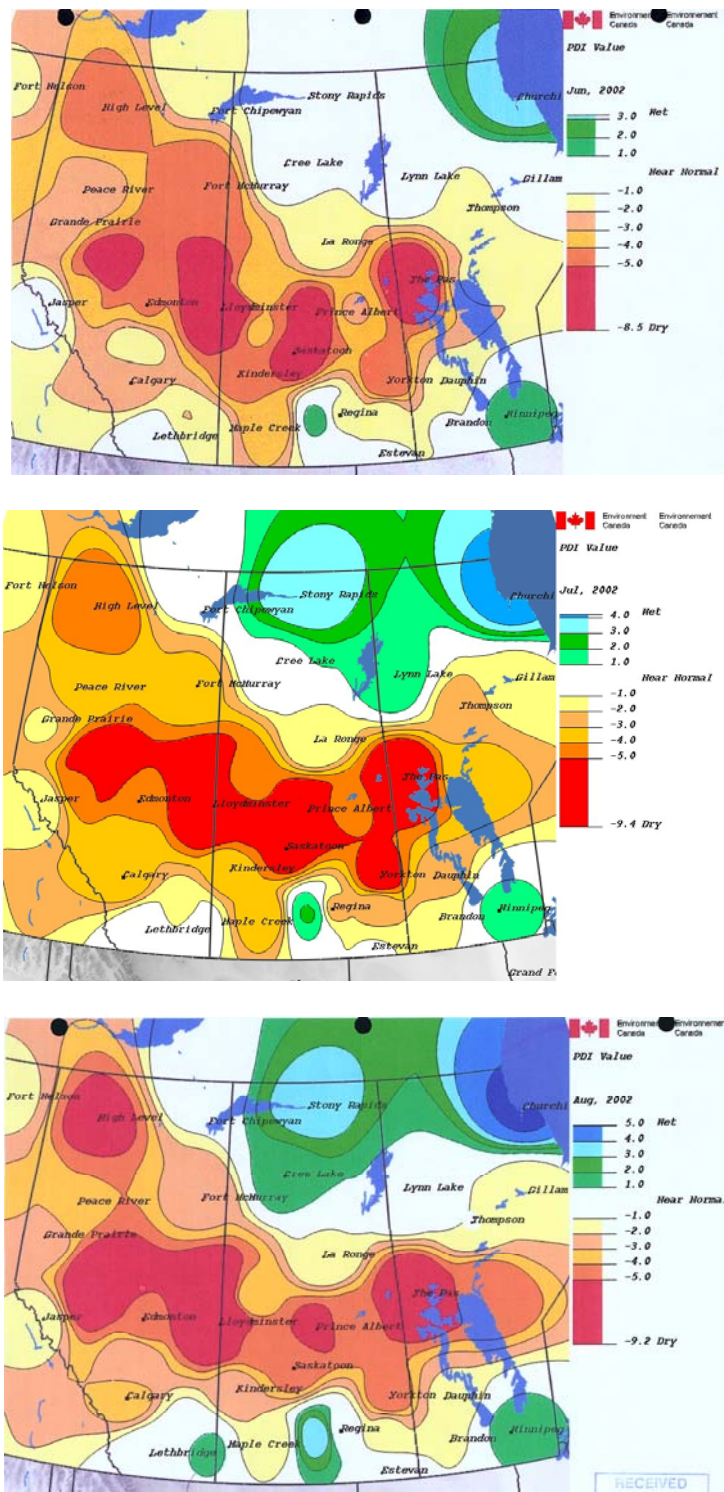 Environment Environnement
Canada Canada
PDI Value
Fort Nelson
High Level
Stony Rapids
Fort Chipewyan
Churchi
Jun, 2002
3.0 Wet
2.0
1.0
Cree Lake
Lynn Lake
Gillam
Near Normal
Peace River
Fort McMurray
Thompson
-1.0
-2.0
Grande Prairie
La Ronge
-3.0
-4.0
-5.0
The Pas
Jasper
Edmonton
Lloydminster
Prince Albert
-8.5 Dry
Saskatoon
Kindersley
Calgary
Yorkton
Dauphin
Regina
Winnipeg
Maple Creek
Brandon
Lethbridge
Estevan
Environment Environnement
Canada Canada
PDI Value
Fort Nelson
High Level
Stony Rapids
Fort Chipewyan
Churchi
Jul, 2002
4.0 Wet
3.0
2.0
1.0
Cree Lake
Lynn Lake
Gillam
Near Normal
Peace River
Fort McMurray
Thompson
-1.0
-2.0
Grande Prairie
La Ronge
-3.0
-4.0
-5.0
The Pas
Jasper
Edmonton
Lloydminster
Prince Albert
-9.4 Dry
Saskatoon
Kindersley
Calgary
Yorkton
Dauphin
Regina
Winnipeg
Maple Creek
Brandon
Lethbridge
Estevan
Grand F
Environment Environnement
Canada Canada
PDI Value
Fort Nelson
High Level
Stony Rapids
Fort Chipewyan
Churchi
Aug, 2002
5.0 Wet
4.0
3.0
2.0
1.0
Cree Lake
Lynn Lake
Gillam
Near Norma
Peace River
Fort McMurray
Thompson
-1.0
-2.0
Grande Prairie
La Ronge
-3.0
-4.0
-5.0
The Pas
Jasper
Edmonton
Lloydminster
Prince Albert
-9.2 Dry
Saskatoon
Kindersley
Calgary
Yorkton
Dauphin
Regina
Winnipeg
Maple Creek
Brandon
Lethbridge
Estevan
RECEIVED